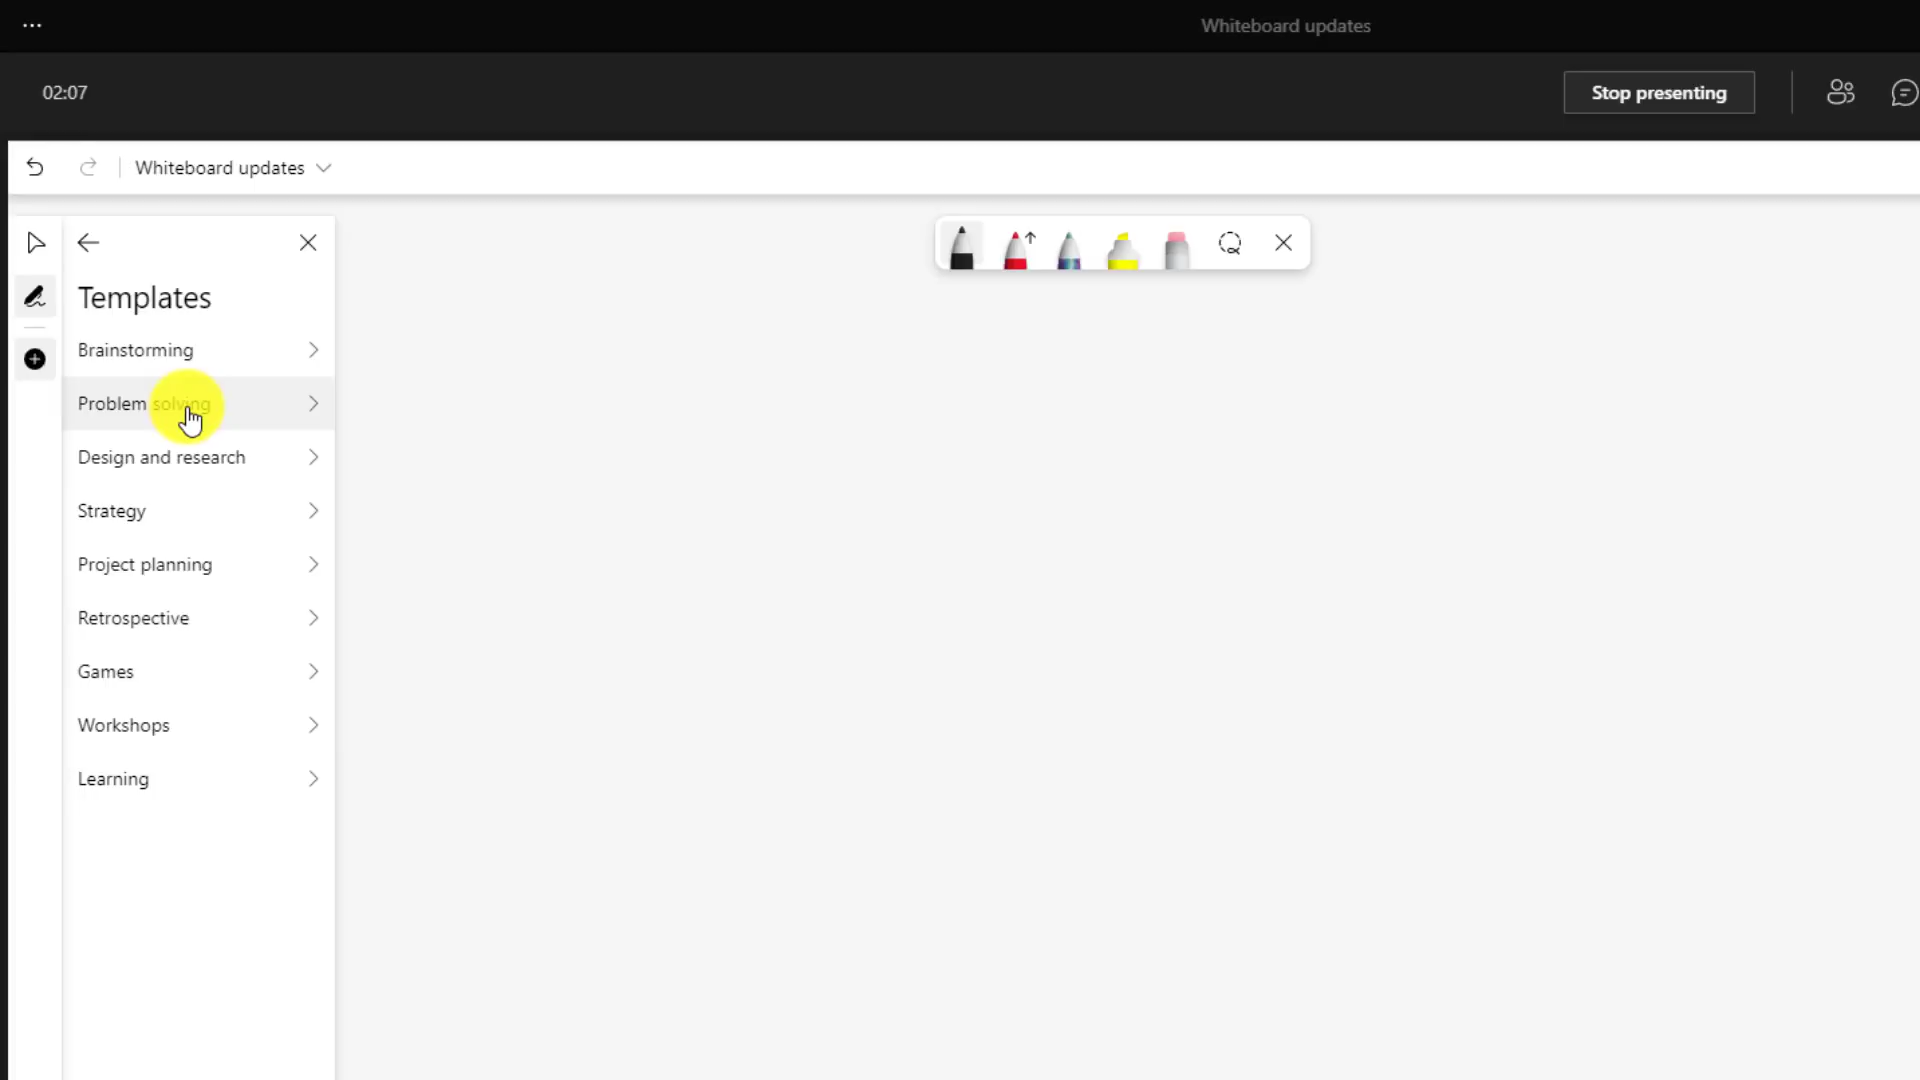 Whiteboard updates
02:07
Stop presenting
Whiteboard updates
Templates
Brainstorming
Problem solving
Design and research
Strategy
Project planning
Retrospective
Games
Workshops
Learning